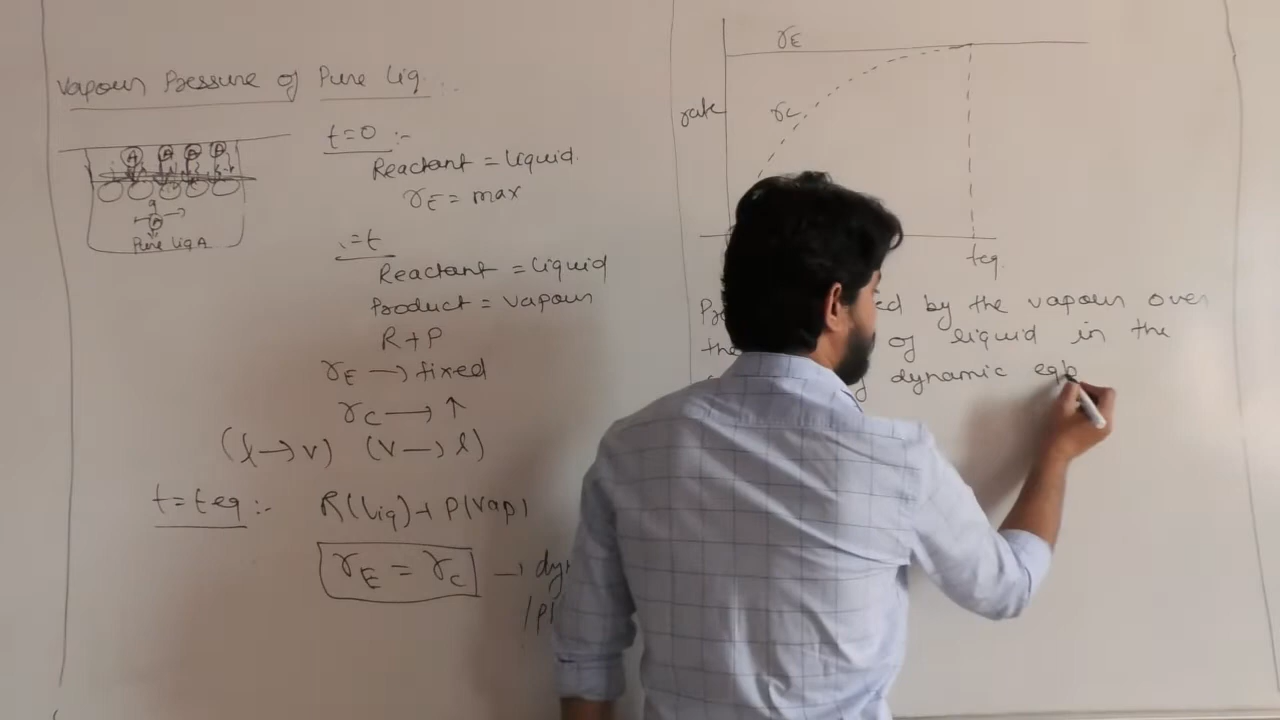 Vapour Pressure of Pure Liq.
A A A A
A
Pure Liq A
t=0 :-
Reactant = Liquid.
rE = max
=t
Reactant = Liquid
Product = Vapour
R+P
rE → fixed
rC → ↑
(l→v) (v→l)
t=teq :- R(Liq)+P(Vap)
rE = rC →
rE
rate
rC
teq
by the vapour over
of liquid in the
dynamic eqb